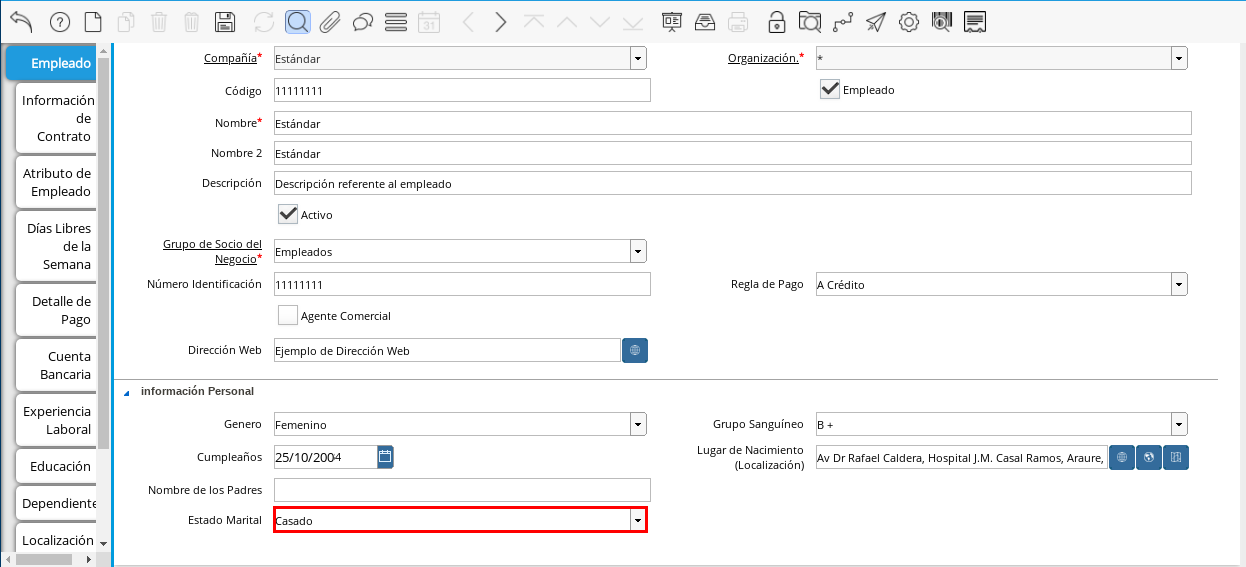 31
Empleado
Información
de
Contrato
Atributo de
Empleado
Días Libres
de la
Semana
Detalle de
Pago
Cuenta
Bancaria
Experiencia
Laboral
Educación
Dependiente
Localización
Compañía* Estándar
Organización.* *
Código 11111111
Empleado
Nombre* Estándar
Nombre 2 Estándar
Descripción Descripción referente al empleado
Activo
Grupo de Socio del
Negocio* Empleados
Número Identificación 11111111
Regla de Pago A Crédito
Agente Comercial
Dirección Web Ejemplo de Dirección Web
información Personal
Genero Femenino
Grupo Sanguíneo B +
Cumpleaños 25/10/2004
Lugar de Nacimiento
(Localización) Av Dr Rafael Caldera, Hospital J.M. Casal Ramos, Araure,
Nombre de los Padres
Estado Marital Casado